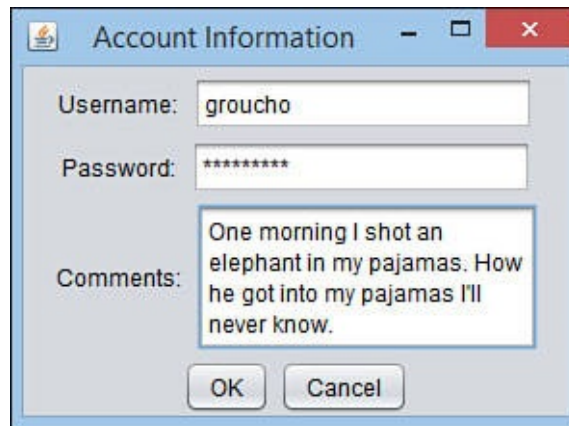 Account Information
Username: groucho
Password: *********
Comments: One morning I shot an
elephant in my pajamas. How
he got into my pajamas I'll
never know.
OK Cancel